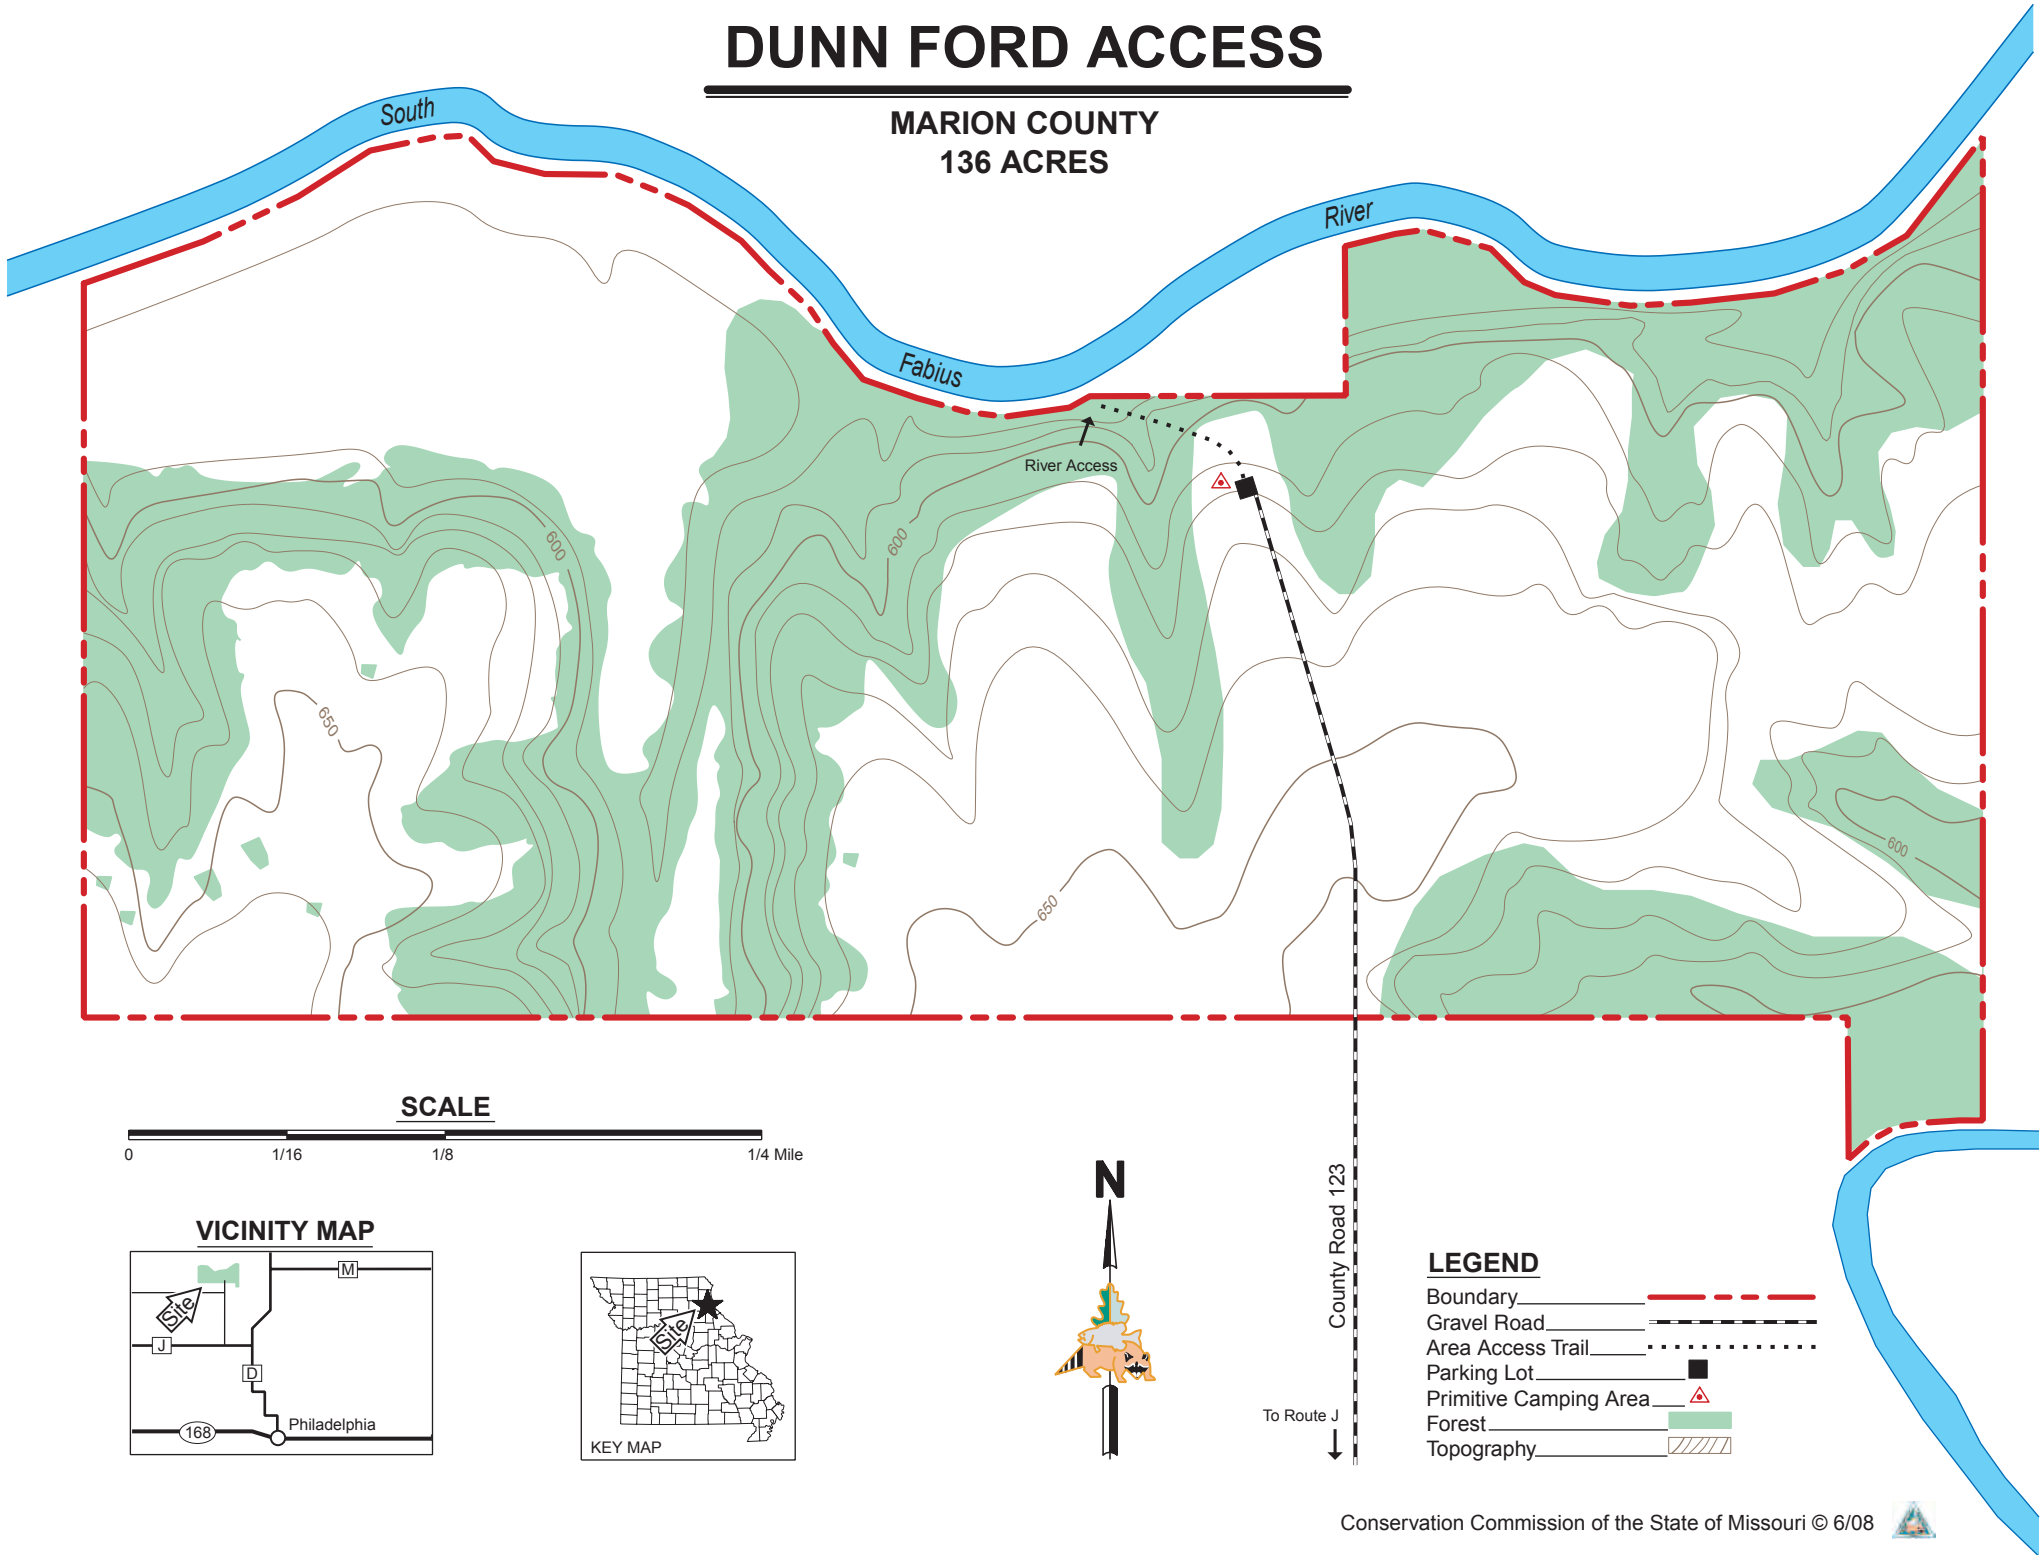 DUNN FORD ACCESS
MARION COUNTY
136 ACRES
South
River
Fabius
River Access
600
600
650
600
650
SCALE
0 1/16 1/8 1/4 Mile
VICINITY MAP
M
Site
J
D
Philadelphia
168
Site
KEY MAP
N
County Road 123
To Route J
LEGEND
Boundary
Gravel Road
Area Access Trail
Parking Lot
Primitive Camping Area
Forest
Topography
Conservation Commission of the State of Missouri © 6/08